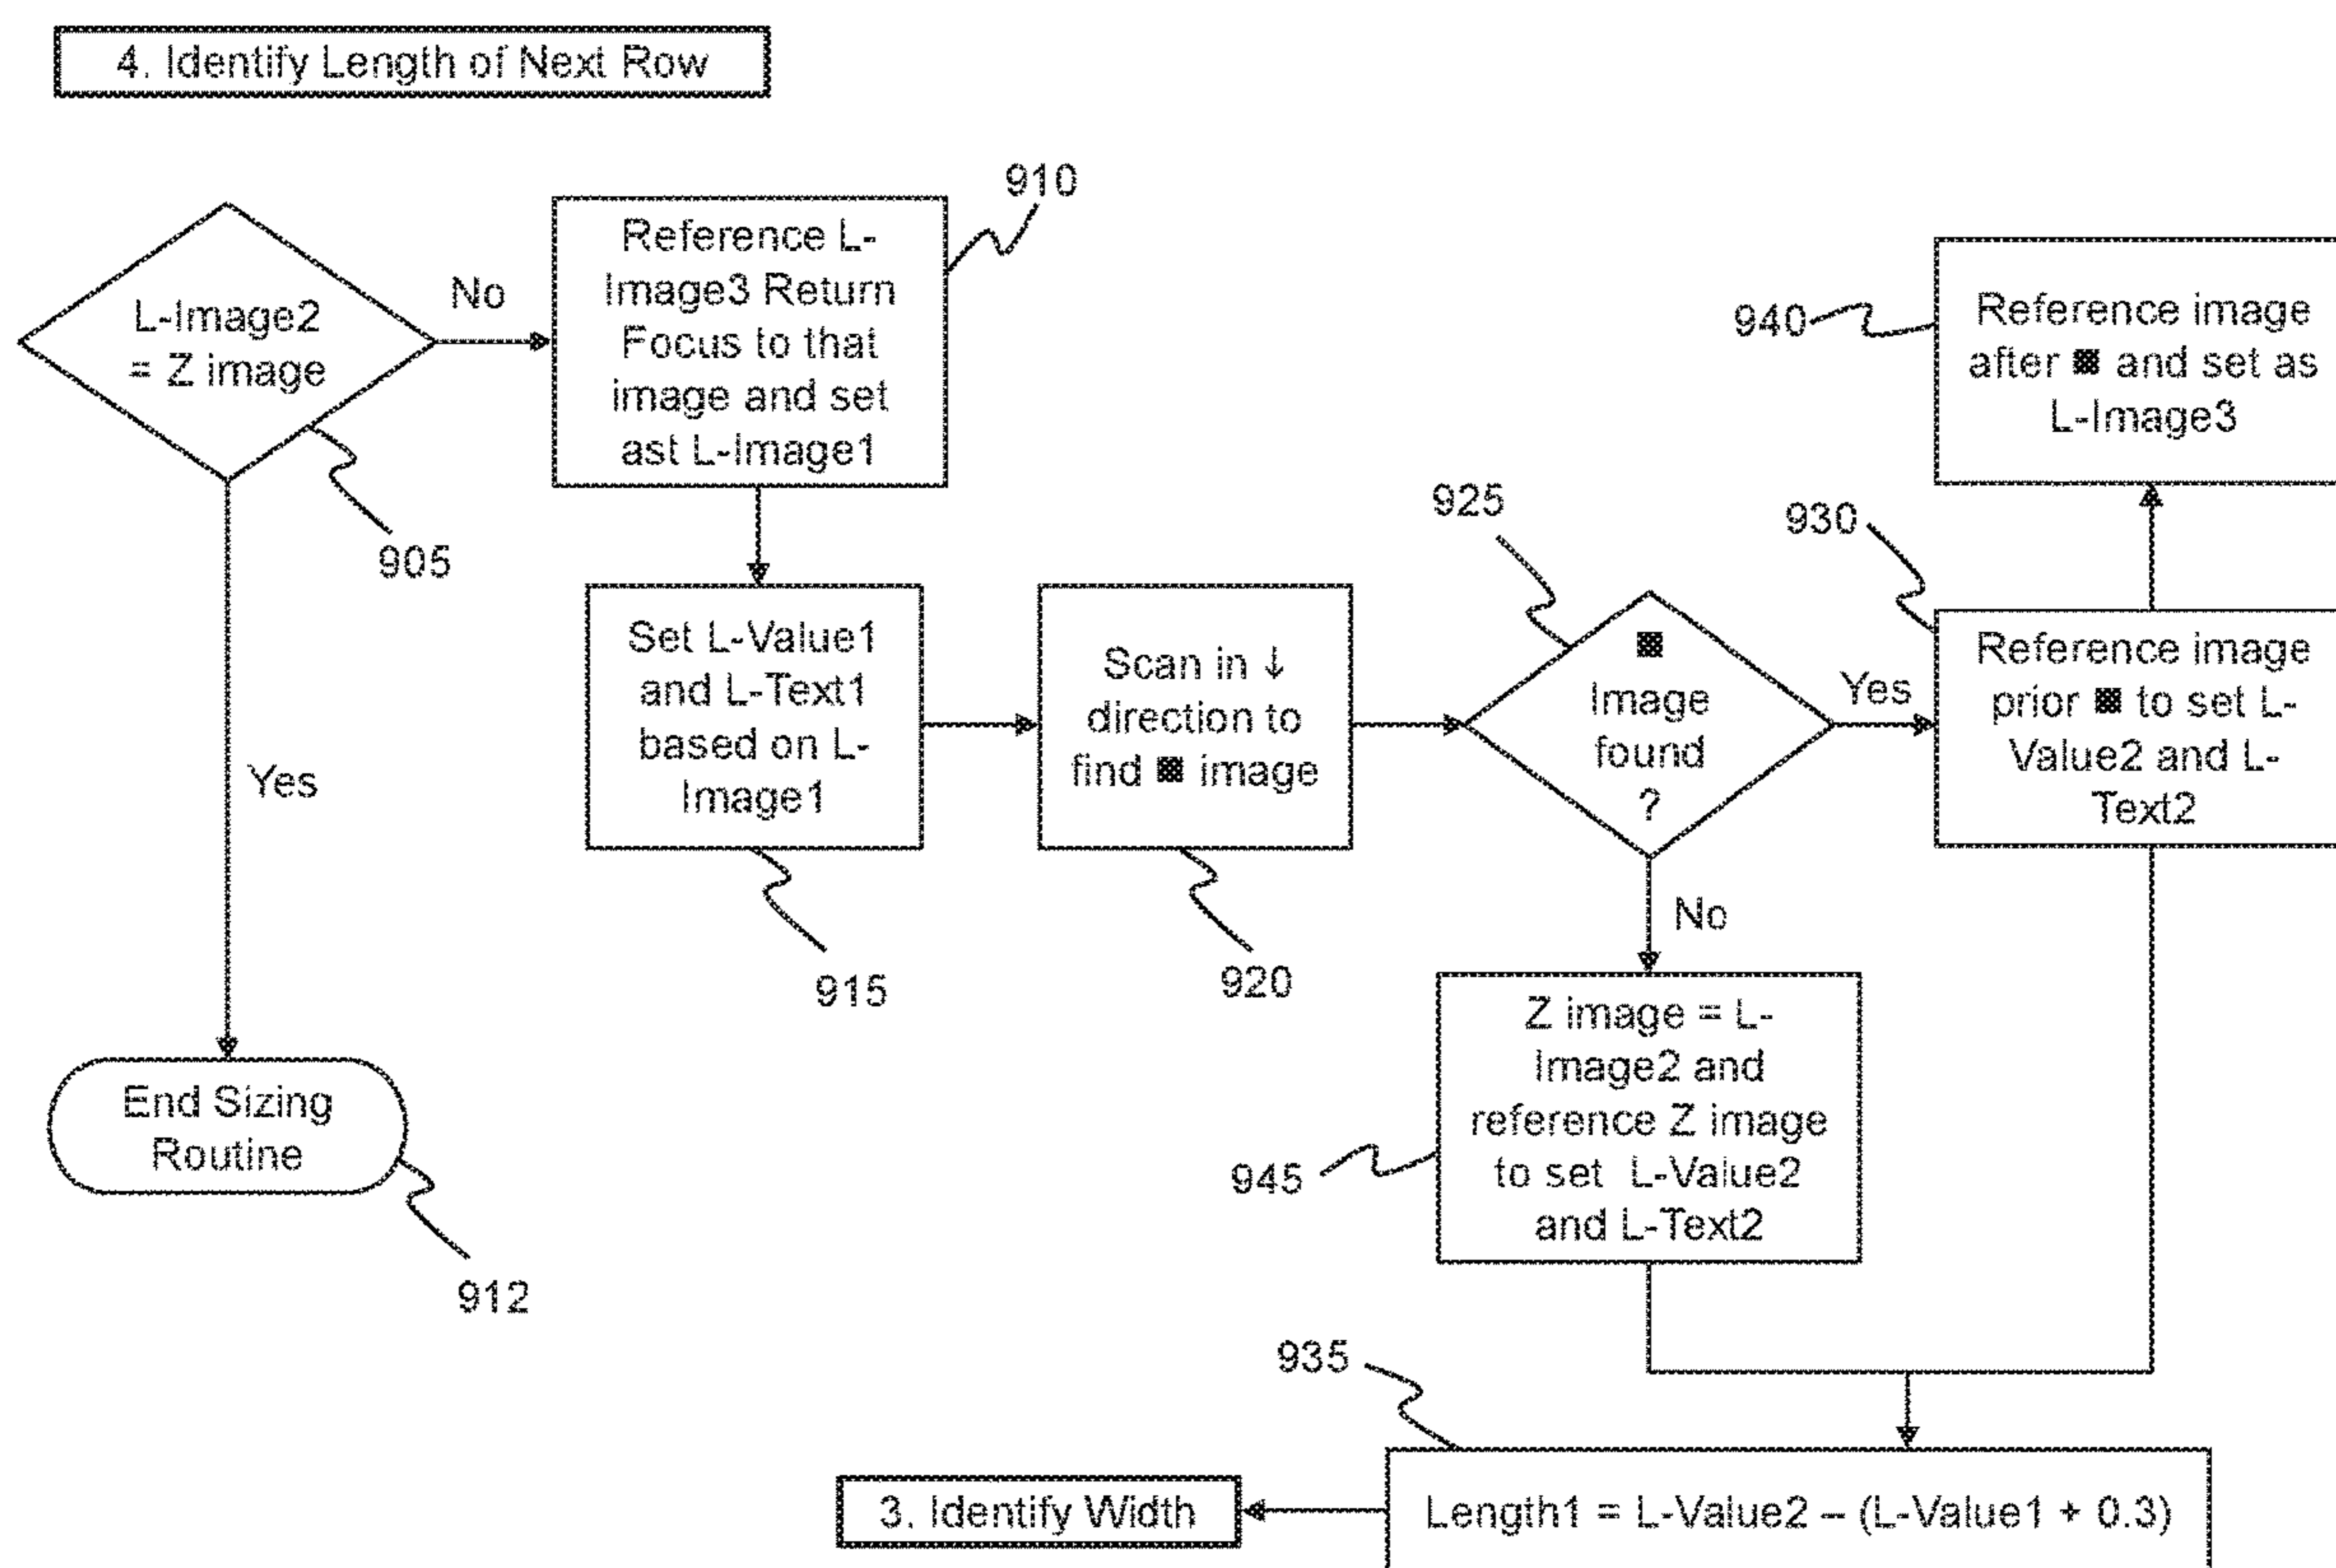 4. Identify Length of Next Row
L-Image2
= Z image
905
No
Yes
End Sizing
Routine
912
910
Reference L-
Image3 Return
Focus to that
image and set
ast L-Image1
Set L-Value1
and L-Text1
based on L-
Image1
915
Scan in ↓
direction to
find ■ image
920
925
■
Image
found
?
Yes
No
930
Reference image
prior ■ to set L-
Value2 and L-
Text2
940
Reference image
after ■ and set as
L-Image3
945
Z image = L-
Image2 and
reference Z image
to set L-Value2
and L-Text2
935
Length1 = L-Value2 – (L-Value1 + 0.3)
3. Identify Width